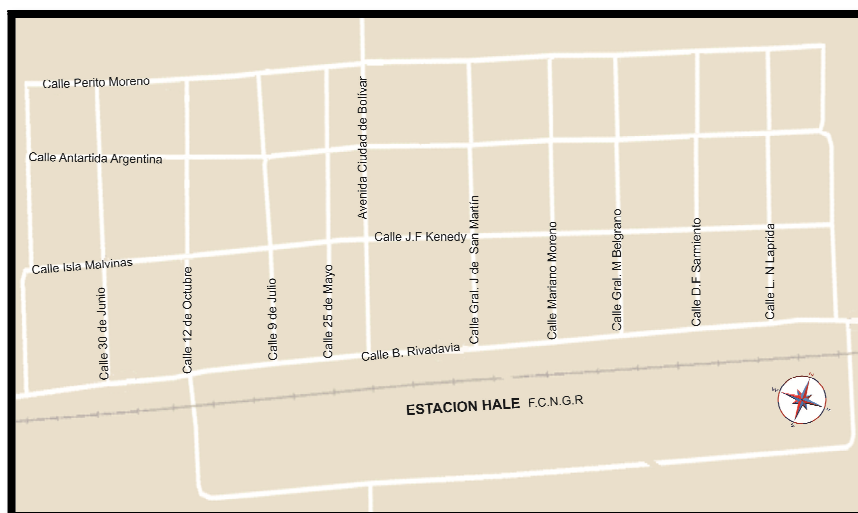 Calle Perito Moreno
Calle Antartida Argentina
Avenida Ciudad de Bolívar
Calle J.F Kenedy
Calle Isla Malvinas
Calle 30 de Junio
Calle 12 de Octubre
Calle 9 de Julio
Calle 25 de Mayo
Calle Gral. J de San Martín
Calle Mariano Moreno
Calle Gral. M Belgrano
Calle D.F Sarmiento
Calle L. N Laprida
Calle B. Rivadavia
ESTACION HALE F.C.N.G.R